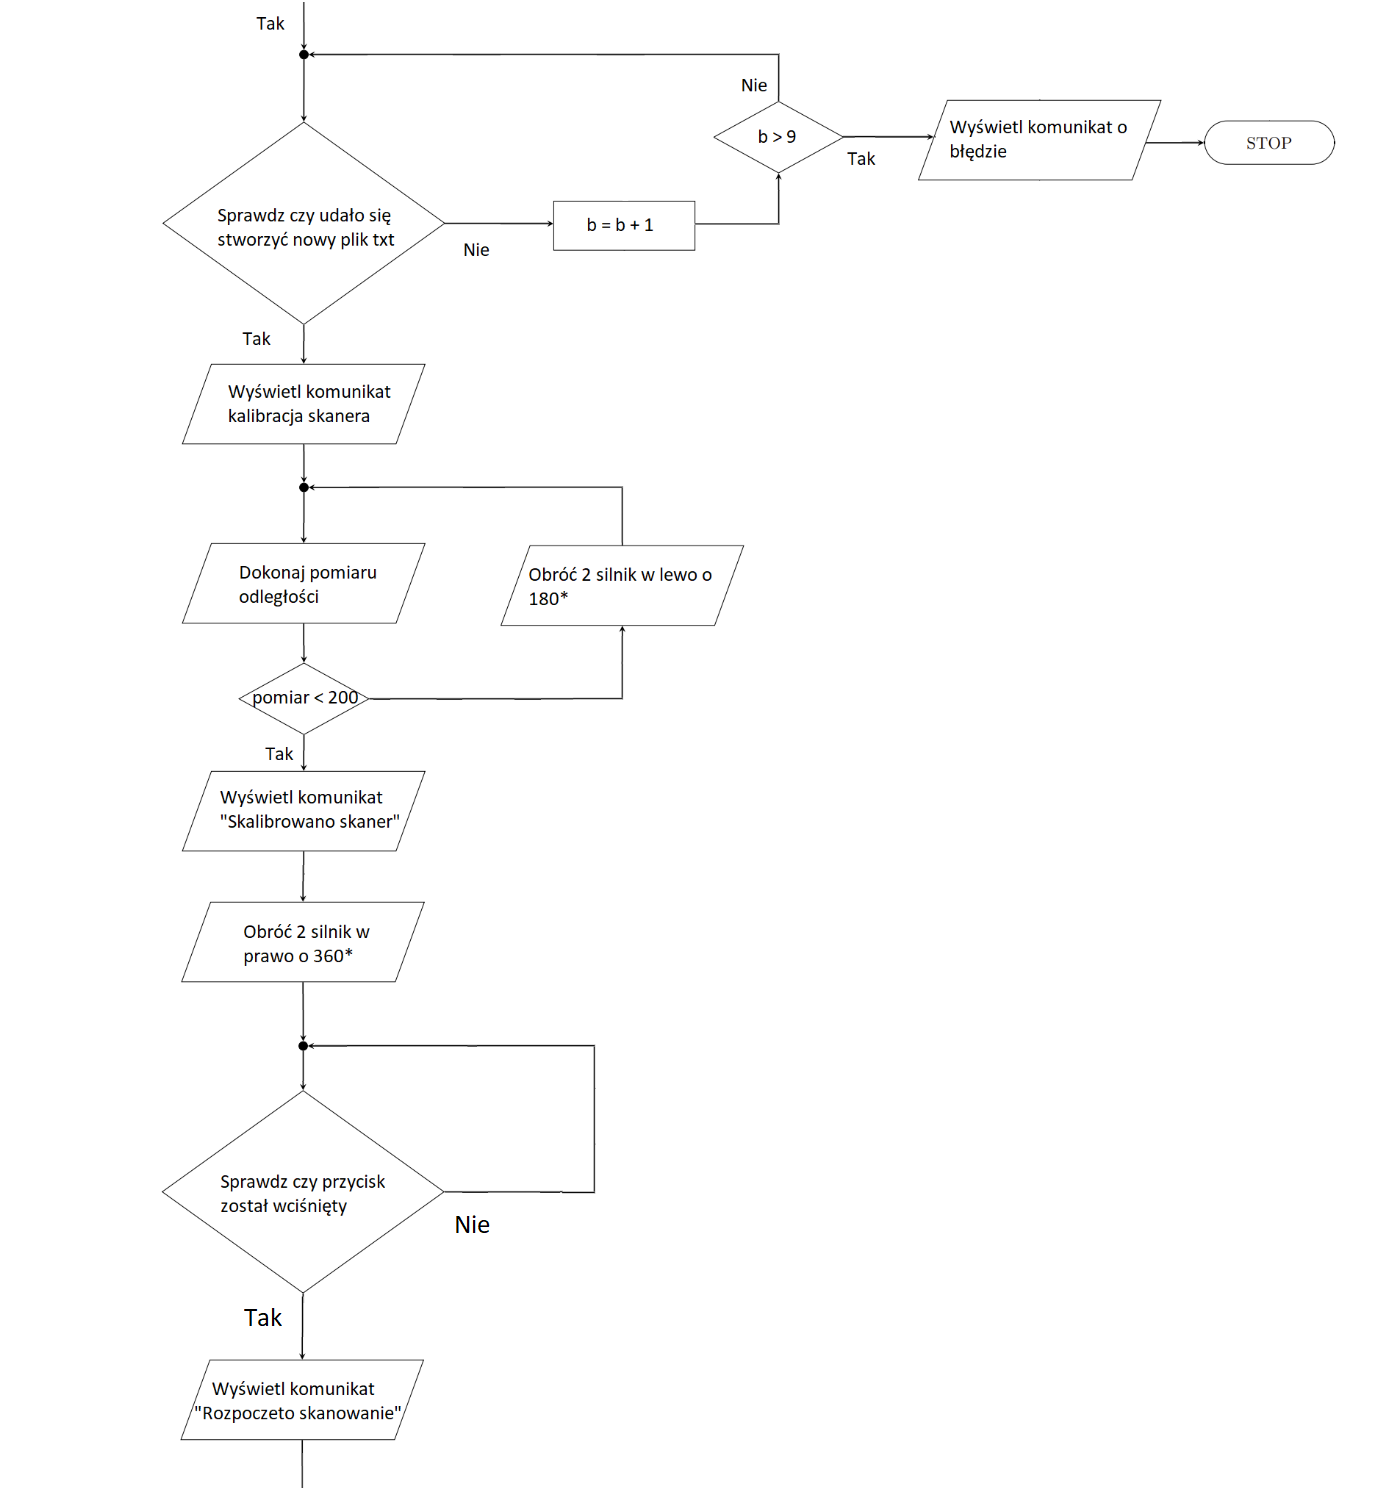 Tak
Nie
b > 9
Tak
Wyświetl komunikat o
błędzie
STOP
Sprawdz czy udało się
stworzyć nowy plik txt
Nie
b = b + 1
Tak
Wyświetl komunikat
kalibracja skanera
Dokonaj pomiaru
odległości
Obróć 2 silnik w lewo o
180*
pomiar < 200
Tak
Wyświetl komunikat
"Skalibrowano skaner"
Obróć 2 silnik w
prawo o 360*
Sprawdz czy przycisk
został wciśnięty
Nie
Tak
Wyświetl komunikat
"Rozpoczeto skanowanie"